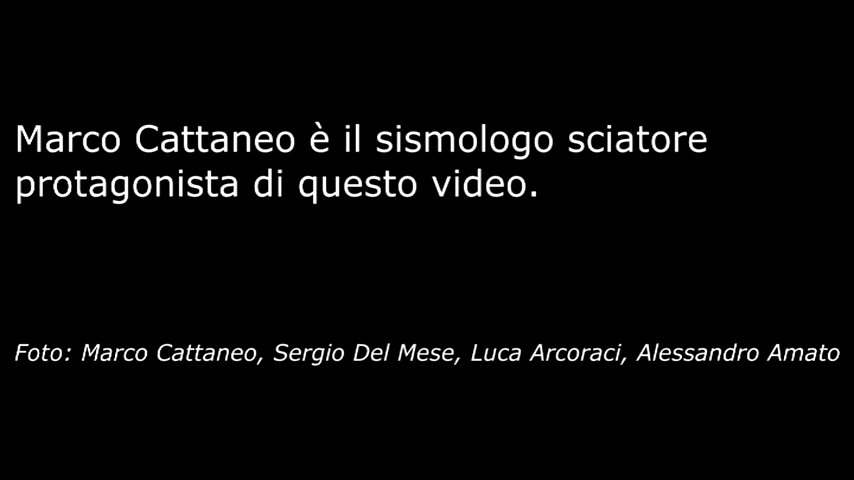 Marco Cattaneo è il sismologo sciatore
protagonista di questo video.
Foto: Marco Cattaneo, Sergio Del Mese, Luca Arcoraci, Alessandro Amato